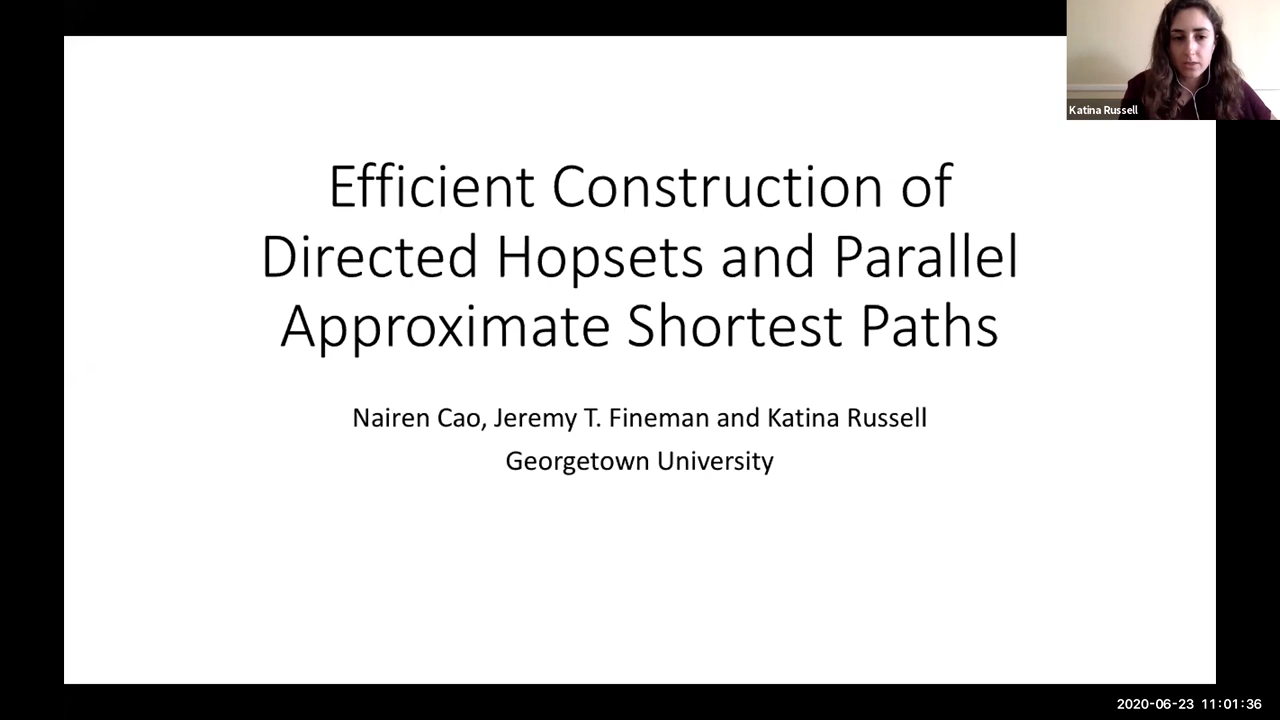 Katina Russell
Efficient Construction of
Directed Hopsets and Parallel
Approximate Shortest Paths
Nairen Cao, Jeremy T. Fineman and Katina Russell
Georgetown University
2020-06-23 11:01:36